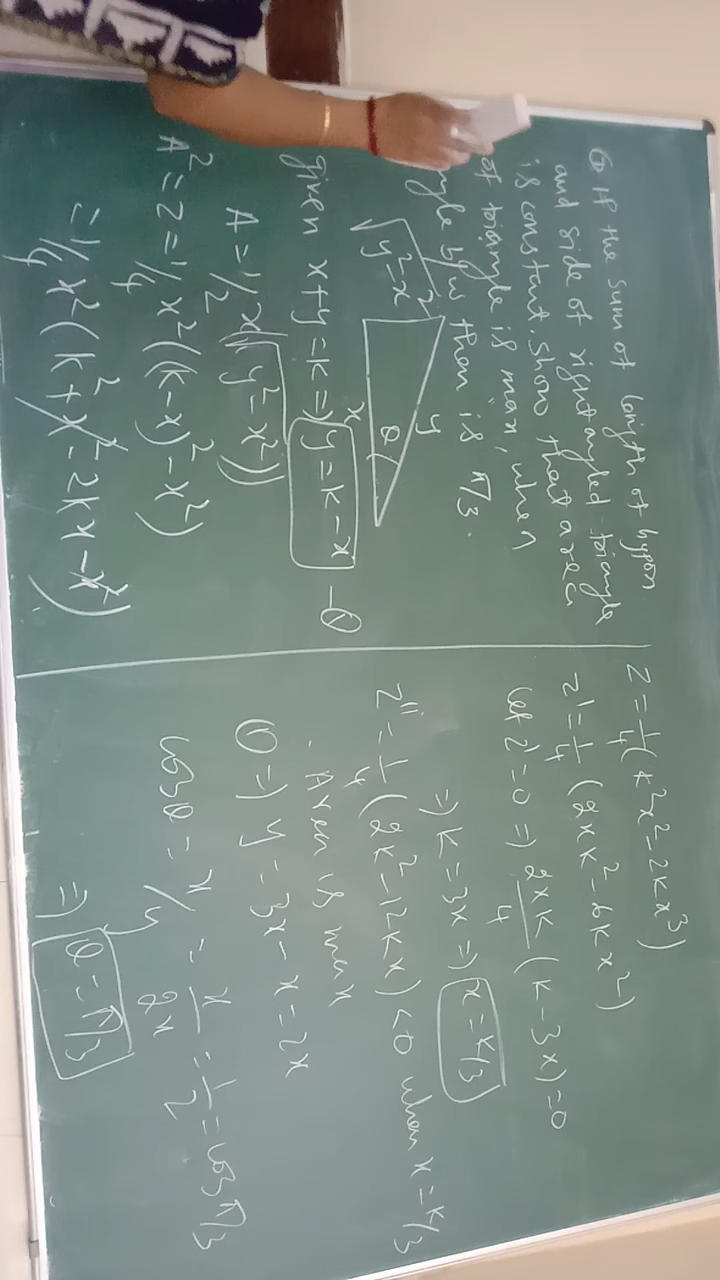 If the sum of length of hypon
and side of right angled triangle
is constant. show that area
of triangle is max, when
b/w them is π/3.
y
x
θ
√y²-x²
given x+y=k => y=k-x -①
A = 1/2 x(√(y²-x²))
A² = Z = 1/4 x²((k-x)²-x²)
= 1/4 x²(k²+x²-2kx-x²)
Z = 1/4 (k²x²-2kx³)
Z' = 1/4 (2xk²-6kx²)
let Z'=0 => 2xk/4 (k-3x)=0
=> k=3x => x=k/3
Z'' = 1/4 (2k²-12kx) <0 when x=k/3
. Area is max
① => y = 3x-x = 2x
cosθ = x/y = x/2x = 1/2 = cos π/3
=> θ = π/3